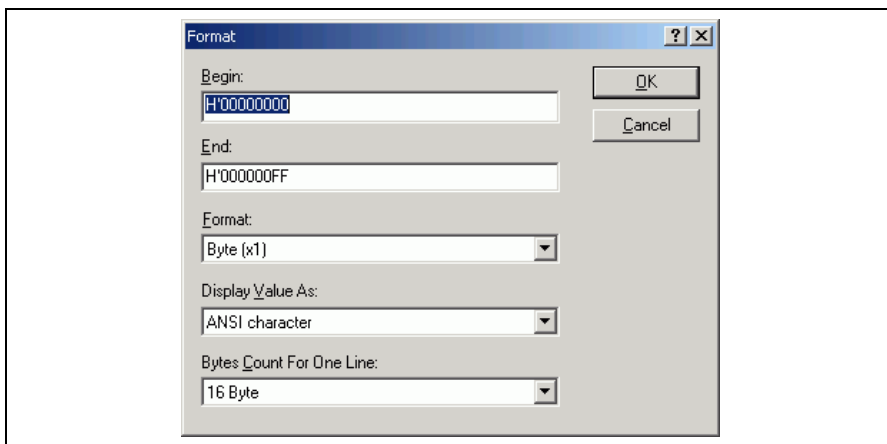 Format
Begin:
OK
H'00000000
Cancel
End:
H'000000FF
Format:
Byte (x1)
Display Value As:
ANSI character
Bytes Count For One Line:
16 Byte